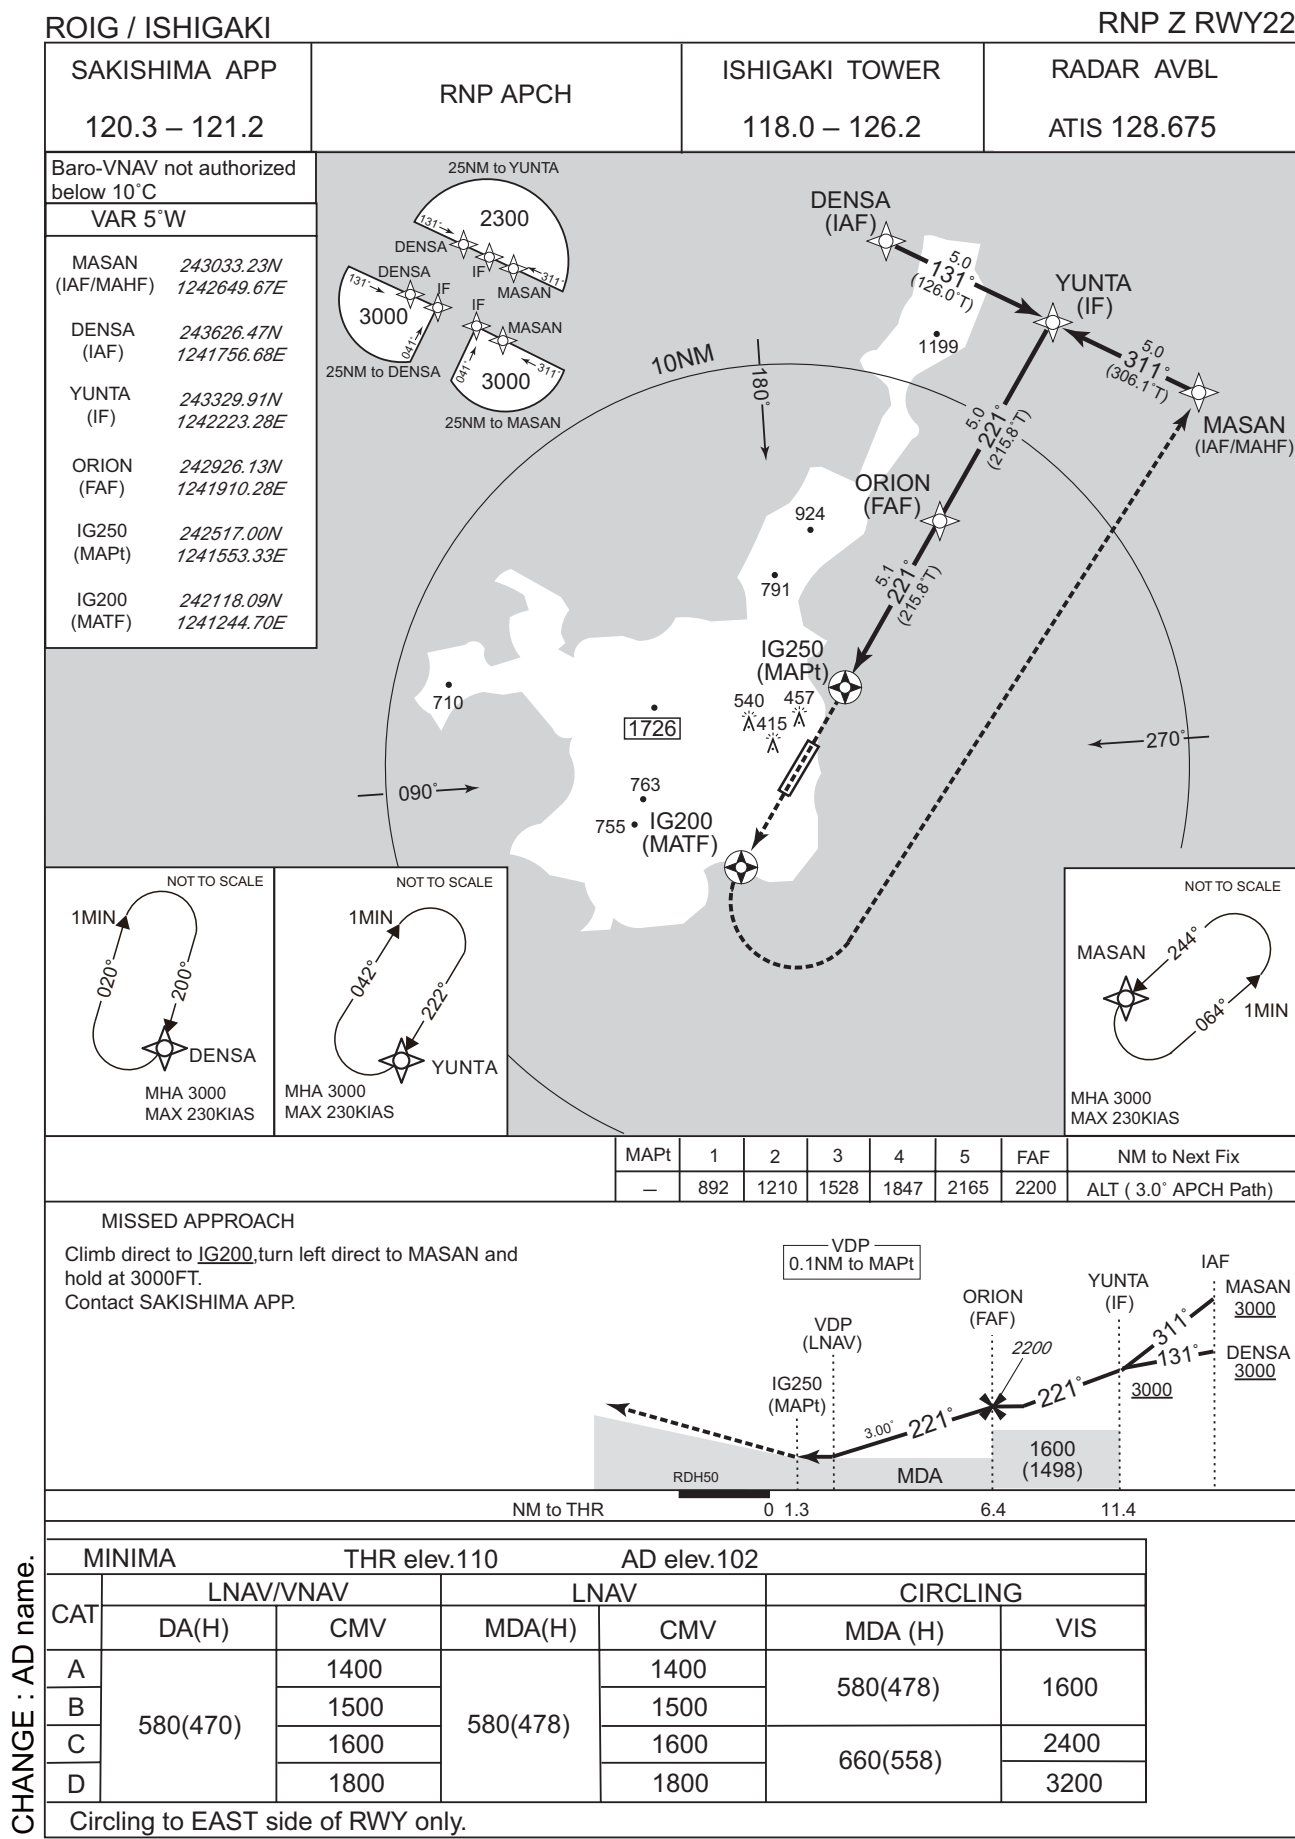 ROIG / ISHIGAKI
RNP Z RWY22
SAKISHIMA APP
120.3 – 121.2
RNP APCH
ISHIGAKI TOWER
118.0 – 126.2
RADAR AVBL
ATIS 128.675
Baro-VNAV not authorized
below 10˚C
VAR 5˚W
MASAN 243033.23N
(IAF/MAHF) 1242649.67E
DENSA 243626.47N
(IAF) 1241756.68E
YUNTA 243329.91N
(IF) 1242223.28E
ORION 242926.13N
(FAF) 1241910.28E
IG250 242517.00N
(MAPt) 1241553.33E
IG200 242118.09N
(MATF) 1241244.70E
25NM to YUNTA
2300
131˚
DENSA
IF
MASAN
311˚
DENSA
131˚
IF
3000
041˚
25NM to DENSA
IF
MASAN
041˚
311˚
3000
25NM to MASAN
DENSA
(IAF)
5.0
131˚
(126.0˚T)
YUNTA
(IF)
5.0
311˚
(306.1˚T)
MASAN
(IAF/MAHF)
1199
10NM
180˚
5.0
221˚
(215.8˚T)
ORION
(FAF)
924
791
5.1
221˚
(215.8˚T)
IG250
(MAPt)
710
540
457
415
1726
270˚
090˚
763
755
IG200
(MATF)
NOT TO SCALE
1MIN
020˚
200˚
DENSA
MHA 3000
MAX 230KIAS
NOT TO SCALE
1MIN
042˚
222˚
YUNTA
MHA 3000
MAX 230KIAS
NOT TO SCALE
MASAN
244˚
064˚
1MIN
MHA 3000
MAX 230KIAS
MAPt 1 2 3 4 5 FAF NM to Next Fix
— 892 1210 1528 1847 2165 2200 ALT ( 3.0˚ APCH Path)
MISSED APPROACH
Climb direct to IG200,turn left direct to MASAN and
hold at 3000FT.
Contact SAKISHIMA APP.
VDP
0.1NM to MAPt
IAF
MASAN
3000
DENSA
3000
YUNTA
(IF)
311˚
131˚
3000
ORION
(FAF)
2200
221˚
VDP
(LNAV)
IG250
(MAPt)
3.00˚
221˚
1600
(1498)
MDA
RDH50
NM to THR 0 1.3 6.4 11.4
MINIMA THR elev.110 AD elev.102
CAT LNAV/VNAV LNAV CIRCLING
DA(H) CMV MDA(H) CMV MDA (H) VIS
A 1400 1400
B 1500 1500
C 1600 1600
D 1800 1800
580(470)
580(478)
580(478) 1600
660(558) 2400
3200
Circling to EAST side of RWY only.
CHANGE : AD name.